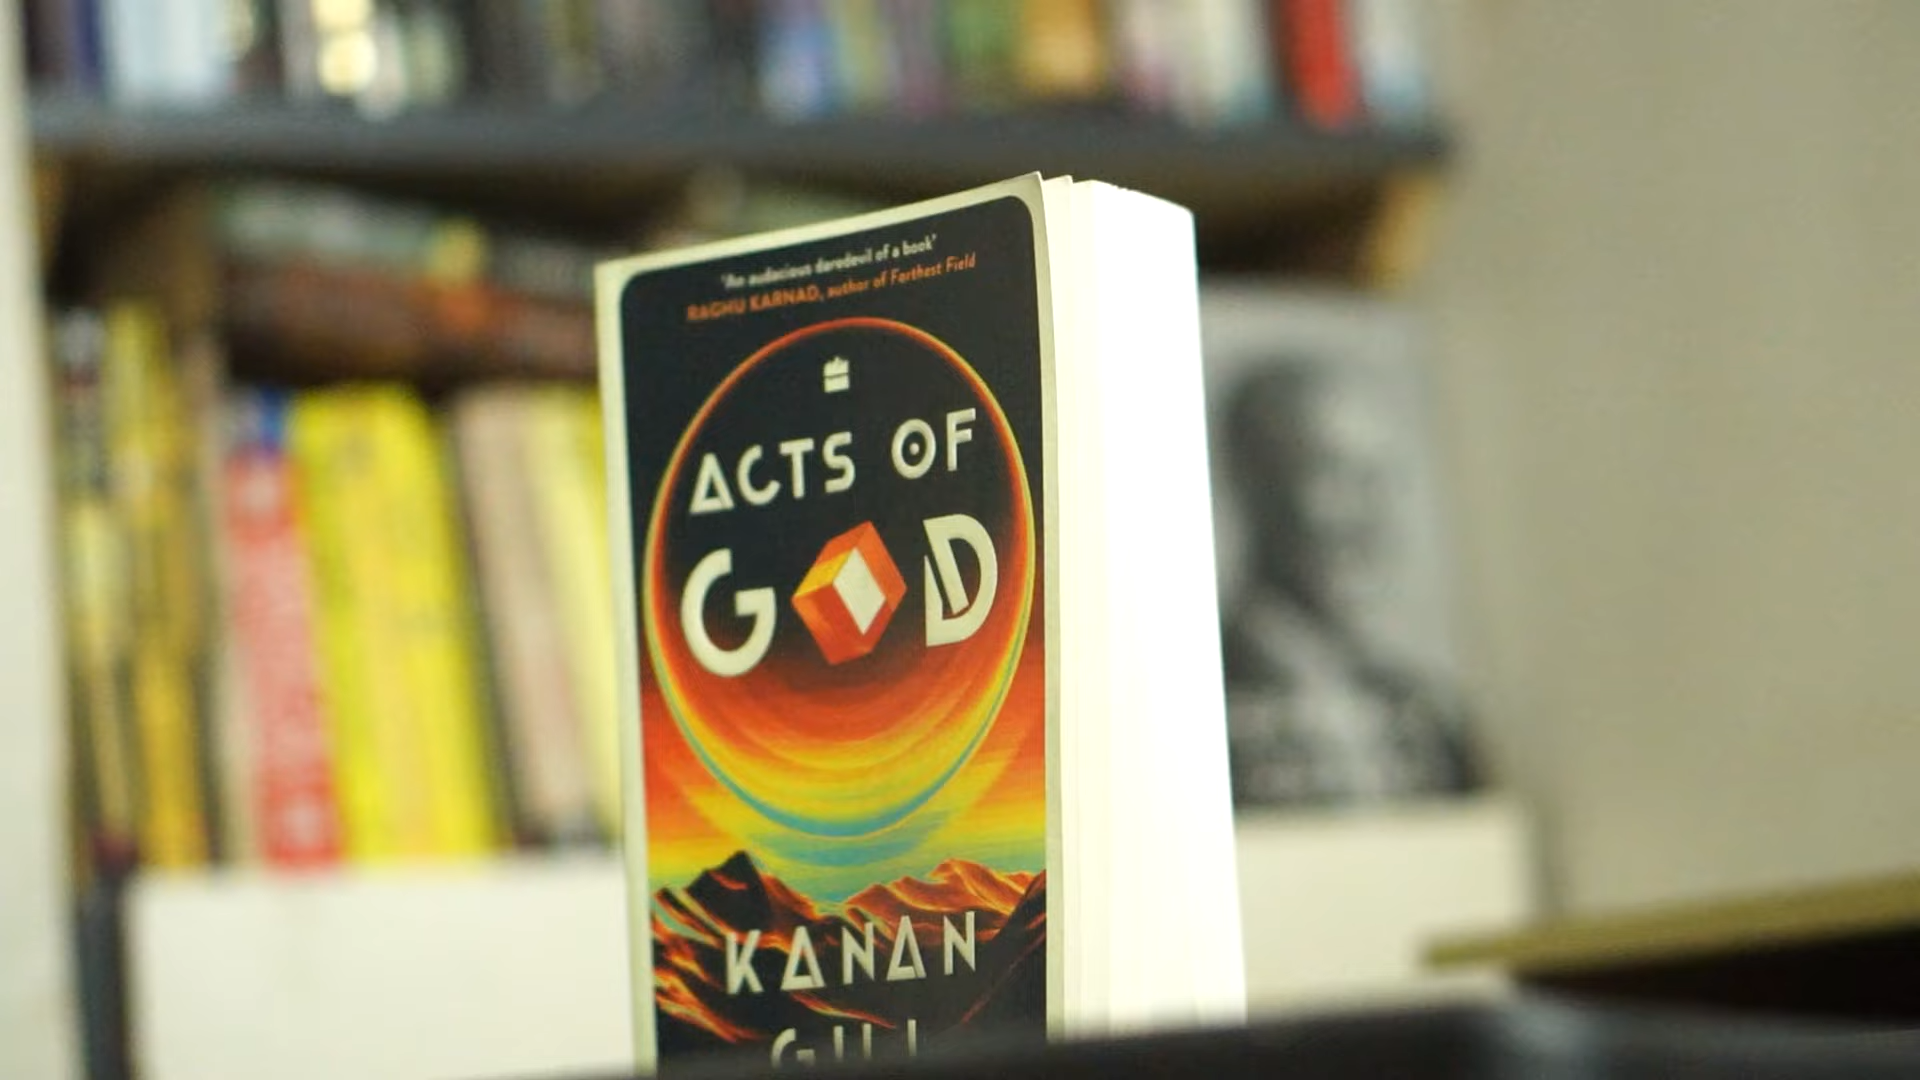 'An audacious daredevil of a book'
RAGHU KARNAD, author of Farthest Field
ACTS OF
GOD
KANAN
GILL